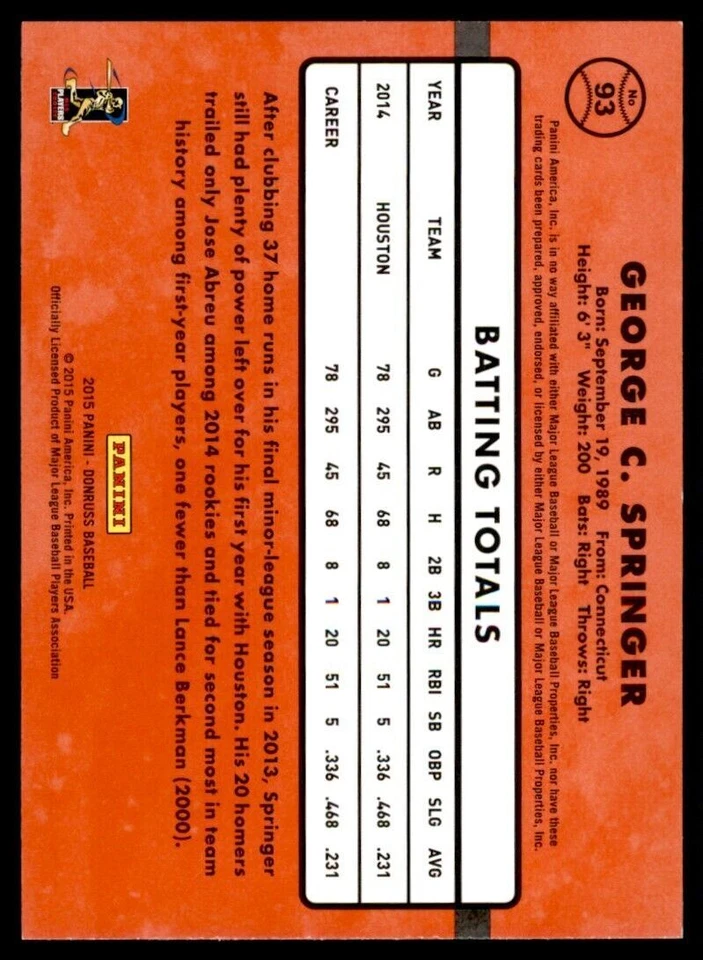 No
93
GEORGE C. SPRINGER
Born: September 19, 1989 From: Connecticut
Height: 6' 3" Weight: 200 Bats: Right Throws: Right
Panini America, Inc. is in no way affiliated with either Major League Baseball or Major League Baseball Properties, Inc. nor have these
trading cards been prepared, approved, endorsed, or licensed by either Major League Baseball or Major League Baseball Properties, Inc.
BATTING TOTALS
YEAR TEAM G AB R H 2B 3B HR RBI SB OBP SLG AVG
2014 HOUSTON 78 295 45 68 8 1 20 51 5 .336 .468 .231
CAREER 78 295 45 68 8 1 20 51 5 .336 .468 .231
After clubbing 37 home runs in his final minor-league season in 2013, Springer
still had plenty of power left over for his first year with Houston. His 20 homers
trailed only Jose Abreu among 2014 rookies and tied for second most in team
history among first-year players, one fewer than Lance Berkman (2000).
PLAYERS
PANINI
2015 PANINI - DONRUSS BASEBALL
© 2015 Panini America, Inc. Printed in the USA.
Officially Licensed Product of Major League Baseball Players Association